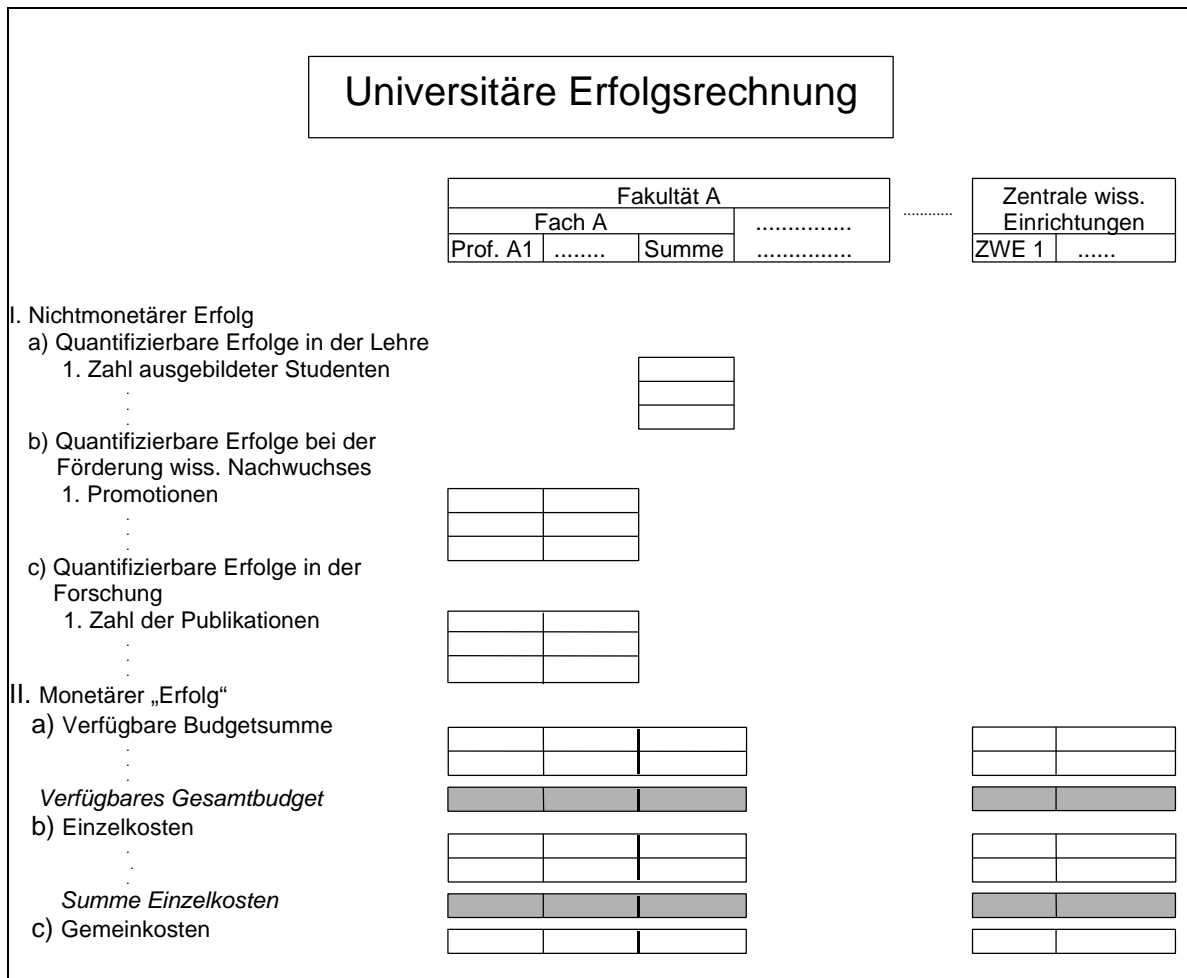 Universitäre Erfolgsrechnung
Fakultät A
Fach A
..............
Prof. A1
........
Summe
..............
............
Zentrale wiss.
Einrichtungen
ZWE 1
......
I. Nichtmonetärer Erfolg
a) Quantifizierbare Erfolge in der Lehre
1. Zahl ausgebildeter Studenten
.
.
.
b) Quantifizierbare Erfolge bei der
Förderung wiss. Nachwuchses
1. Promotionen
.
.
.
c) Quantifizierbare Erfolge in der
Forschung
1. Zahl der Publikationen
.
.
.
II. Monetärer „Erfolg“
a) Verfügbare Budgetsumme
.
.
.
Verfügbares Gesamtbudget
b) Einzelkosten
.
.
.
Summe Einzelkosten
c) Gemeinkosten